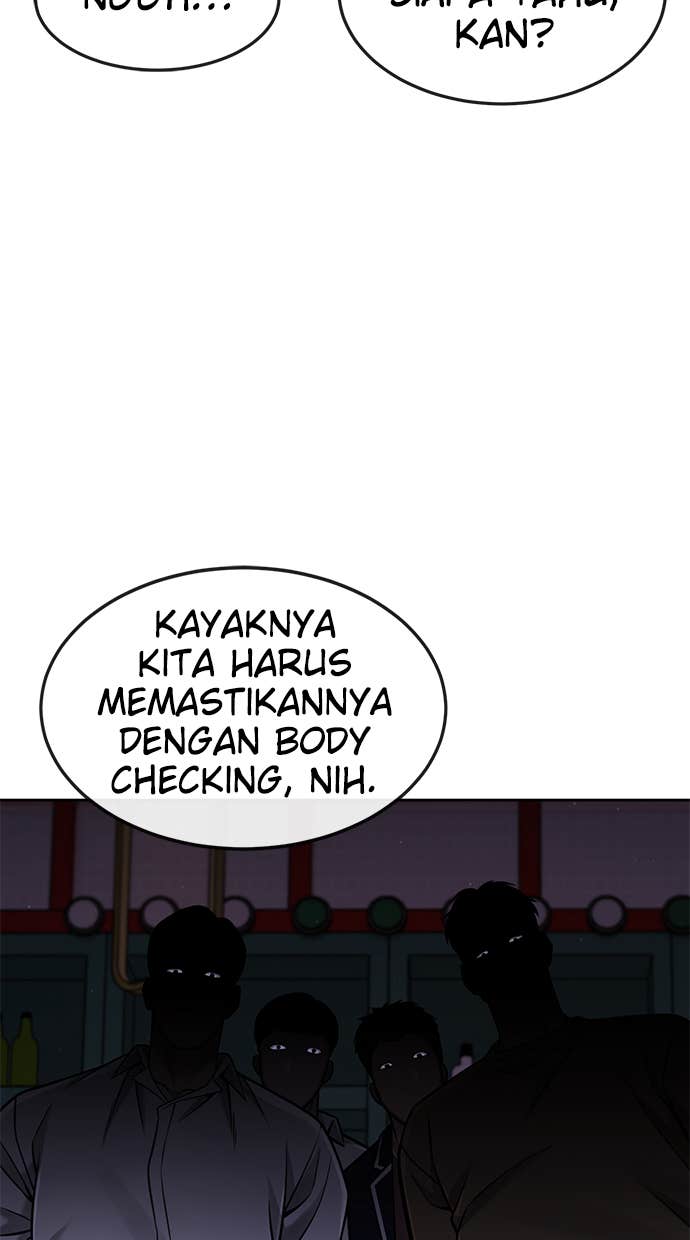 KAN?
KAYAKNYA
KITA HARUS
MEMASTIKANNYA
DENGAN BODY
CHECKING, NIH.